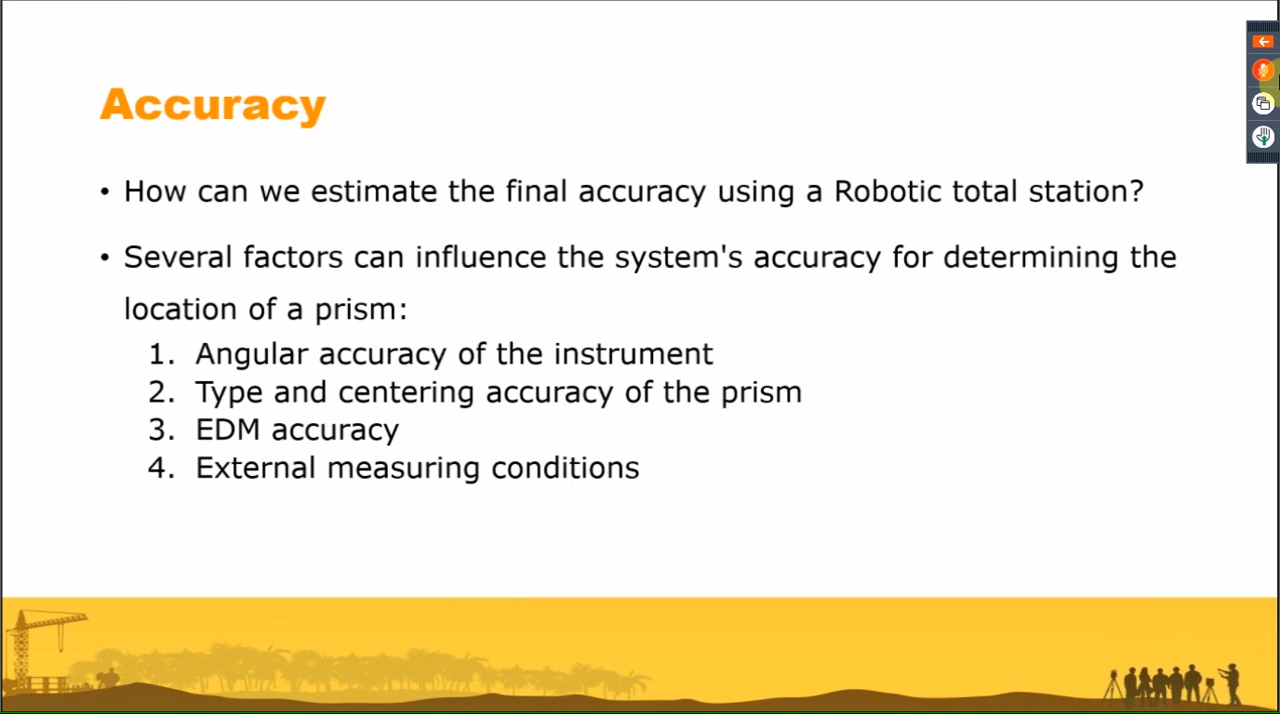 Accuracy
• How can we estimate the final accuracy using a Robotic total station?
• Several factors can influence the system's accuracy for determining the
location of a prism:
1. Angular accuracy of the instrument
2. Type and centering accuracy of the prism
3. EDM accuracy
4. External measuring conditions